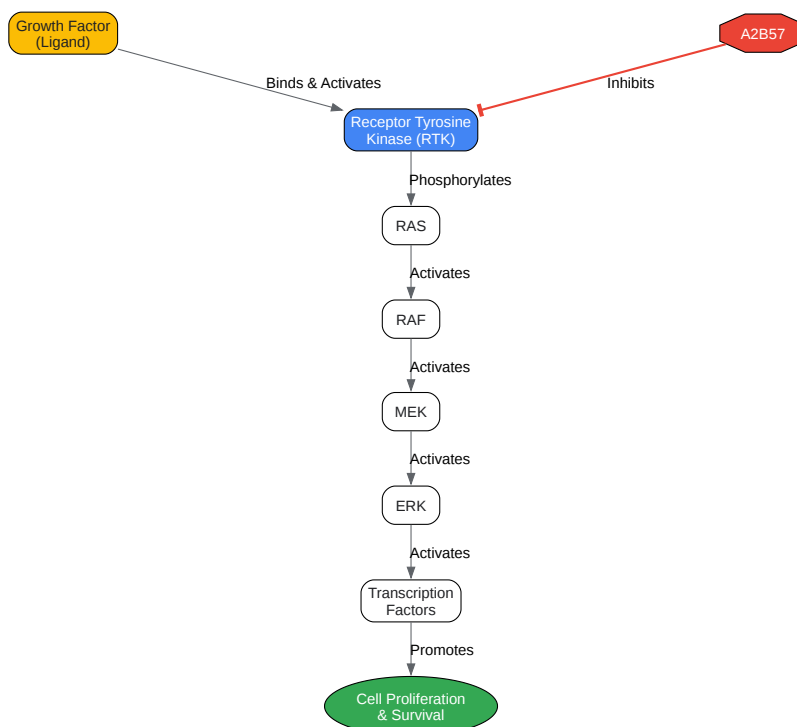 Growth Factor
(Ligand)
A2B57
Binds & Activates
Inhibits
Receptor Tyrosine
Kinase (RTK)
Phosphorylates
RAS
Activates
RAF
Activates
MEK
Activates
ERK
Activates
Transcription
Factors
Promotes
Cell Proliferation
& Survival